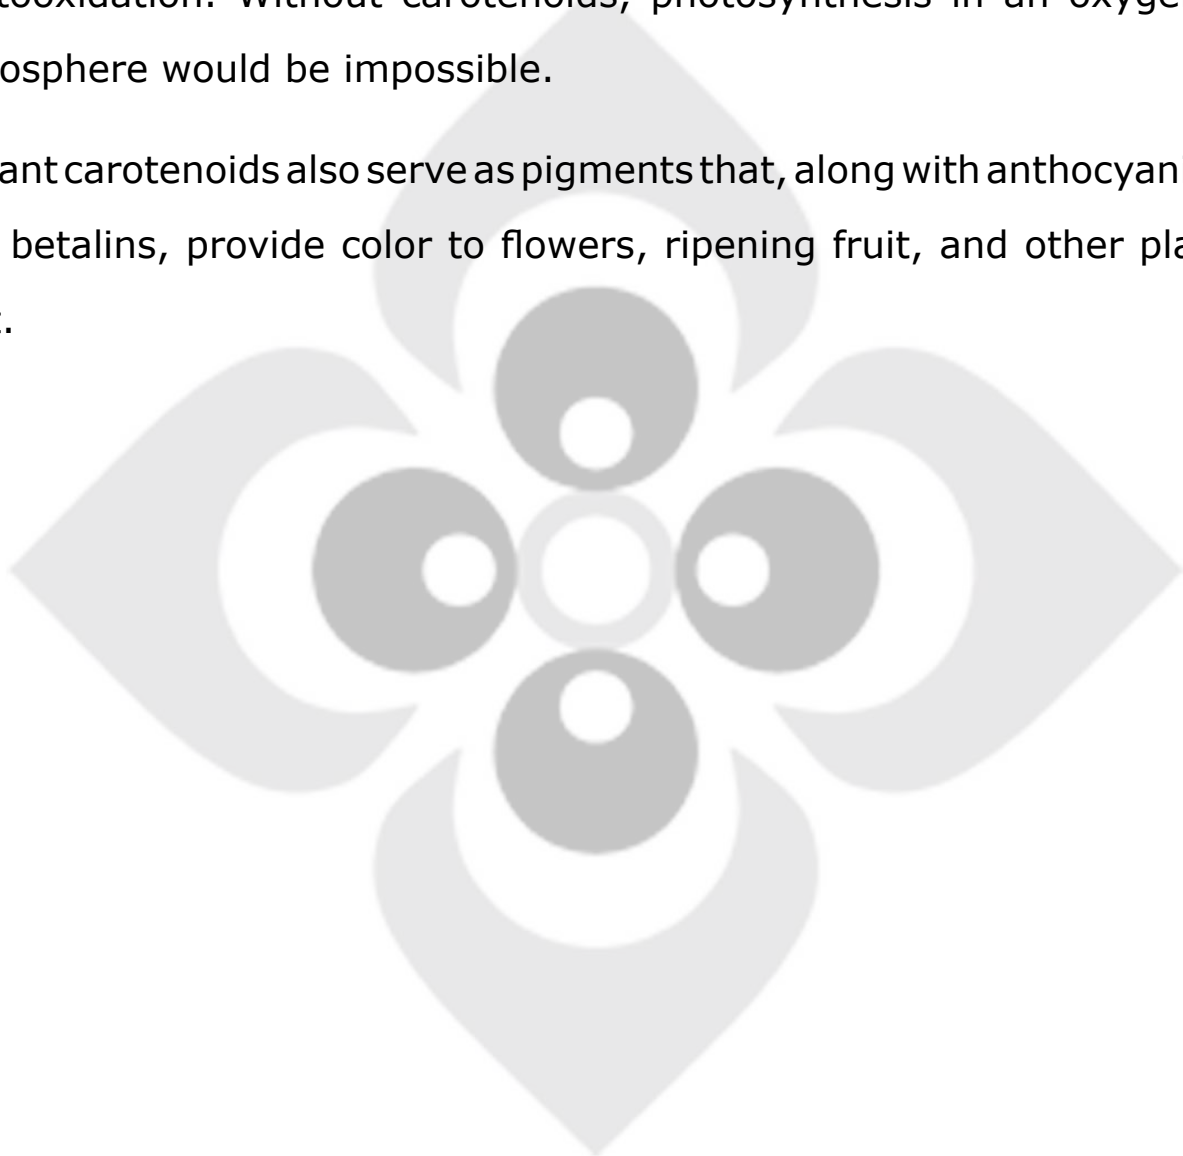 tooxidation. Without carotenoids, photosynthesis in an oxyge
osphere would be impossible.
ant carotenoids also serve as pigments that, along with anthocyan
betalins, provide color to flowers, ripening fruit, and other pla
.